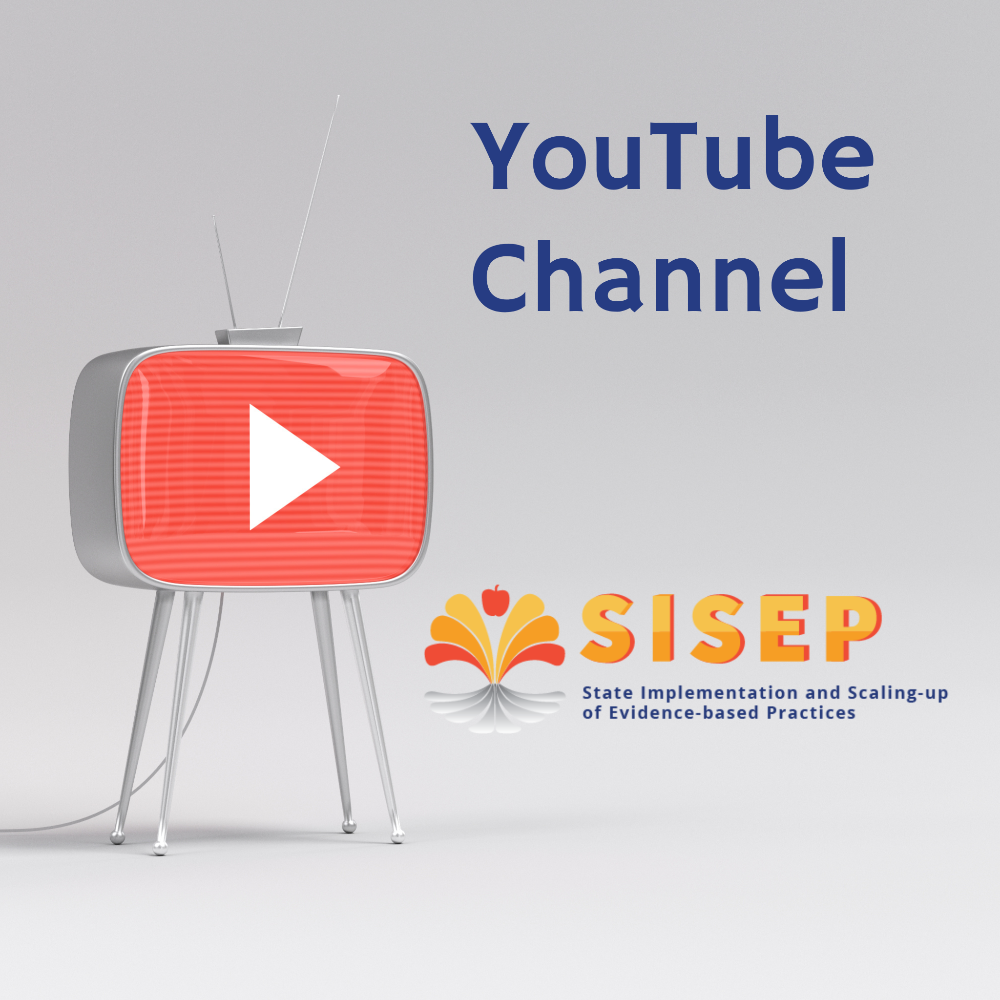 YouTube
Channel
SISEP
State Implementation and Scaling-up
of Evidence-based Practices